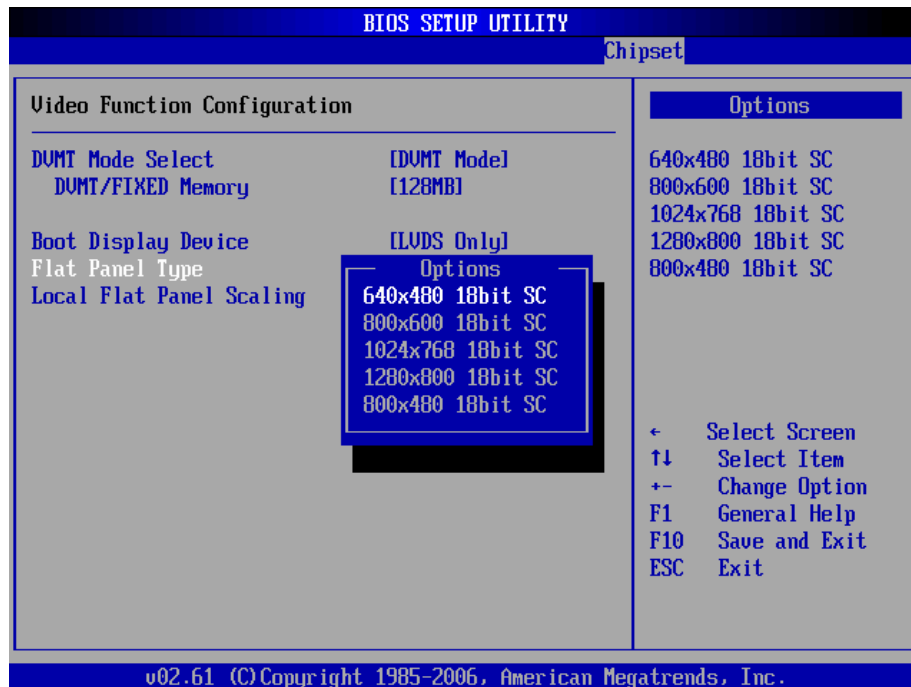 BIOS SETUP UTILITY
Chipset
Video Function Configuration
DVMT Mode Select [DVMT Mode]
DVMT/FIXED Memory [128MB]
Boot Display Device [LVDS Only]
Flat Panel Type
Local Flat Panel Scaling
Options
640x480 18bit SC
800x600 18bit SC
1024x768 18bit SC
1280x800 18bit SC
800x480 18bit SC
Options
640x480 18bit SC
800x600 18bit SC
1024x768 18bit SC
1280x800 18bit SC
800x480 18bit SC
← Select Screen
↑↓ Select Item
+- Change Option
F1 General Help
F10 Save and Exit
ESC Exit
v02.61 (C)Copyright 1985-2006, American Megatrends, Inc.